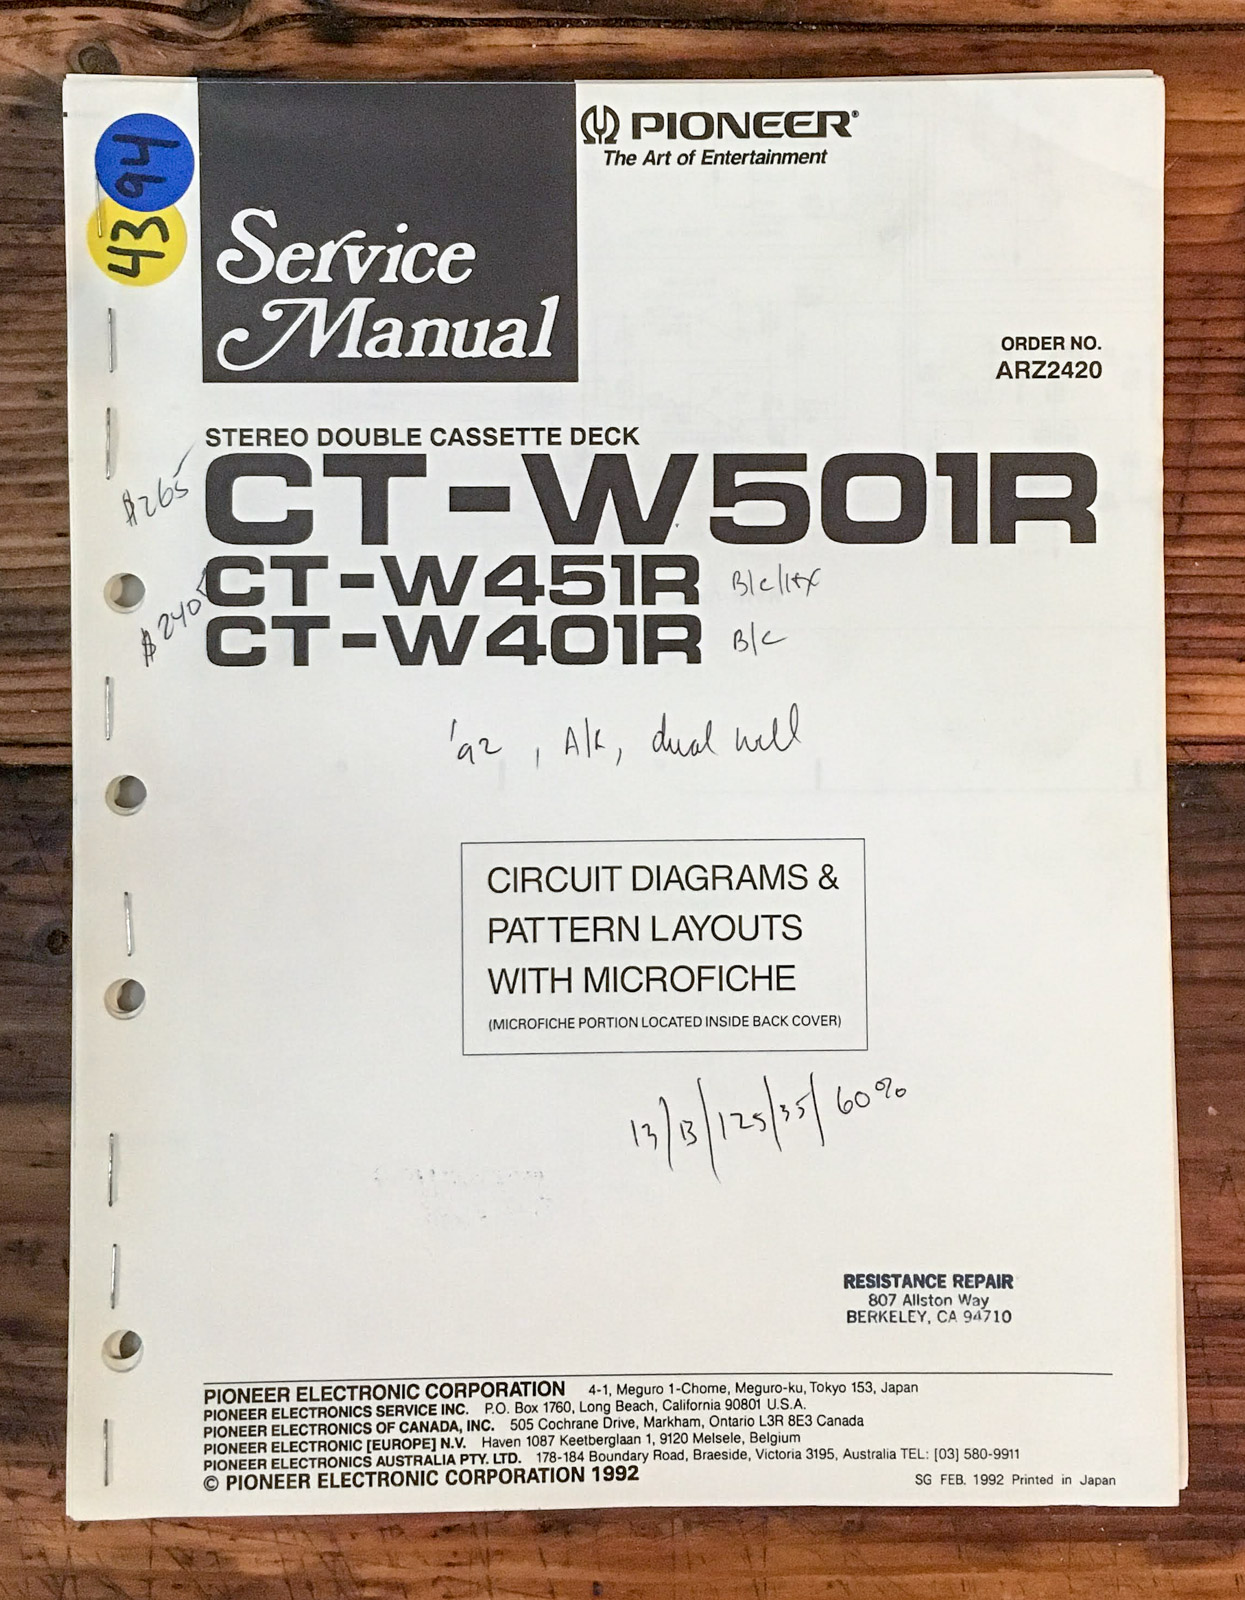 94
43
PIONEER®
The Art of Entertainment
Service
Manual
ORDER NO.
ARZ2420
STEREO DOUBLE CASSETTE DECK
$265
CT-W501R
CT-W451R
$240
CT-W401R B/C
'92, A/R, dual well
CIRCUIT DIAGRAMS &
PATTERN LAYOUTS
WITH MICROFICHE
(MICROFICHE PORTION LOCATED INSIDE BACK COVER)
13/13/125/35/60%
RESISTANCE REPAIR
807 Allston Way
BERKELEY, CA 94710
PIONEER ELECTRONIC CORPORATION 4-1, Meguro 1-Chome, Meguro-ku, Tokyo 153, Japan
PIONEER ELECTRONICS SERVICE INC. P.O. Box 1760, Long Beach, California 90801 U.S.A.
PIONEER ELECTRONICS OF CANADA, INC. 505 Cochrane Drive, Markham, Ontario L3R 8E3 Canada
PIONEER ELECTRONIC [EUROPE] N.V. Haven 1087 Keetberglaan 1, 9120 Melsele, Belgium
PIONEER ELECTRONICS AUSTRALIA PTY. LTD. 178-184 Boundary Road, Braeside, Victoria 3195, Australia TEL: [03] 580-9911
© PIONEER ELECTRONIC CORPORATION 1992
SG FEB. 1992 Printed in Japan